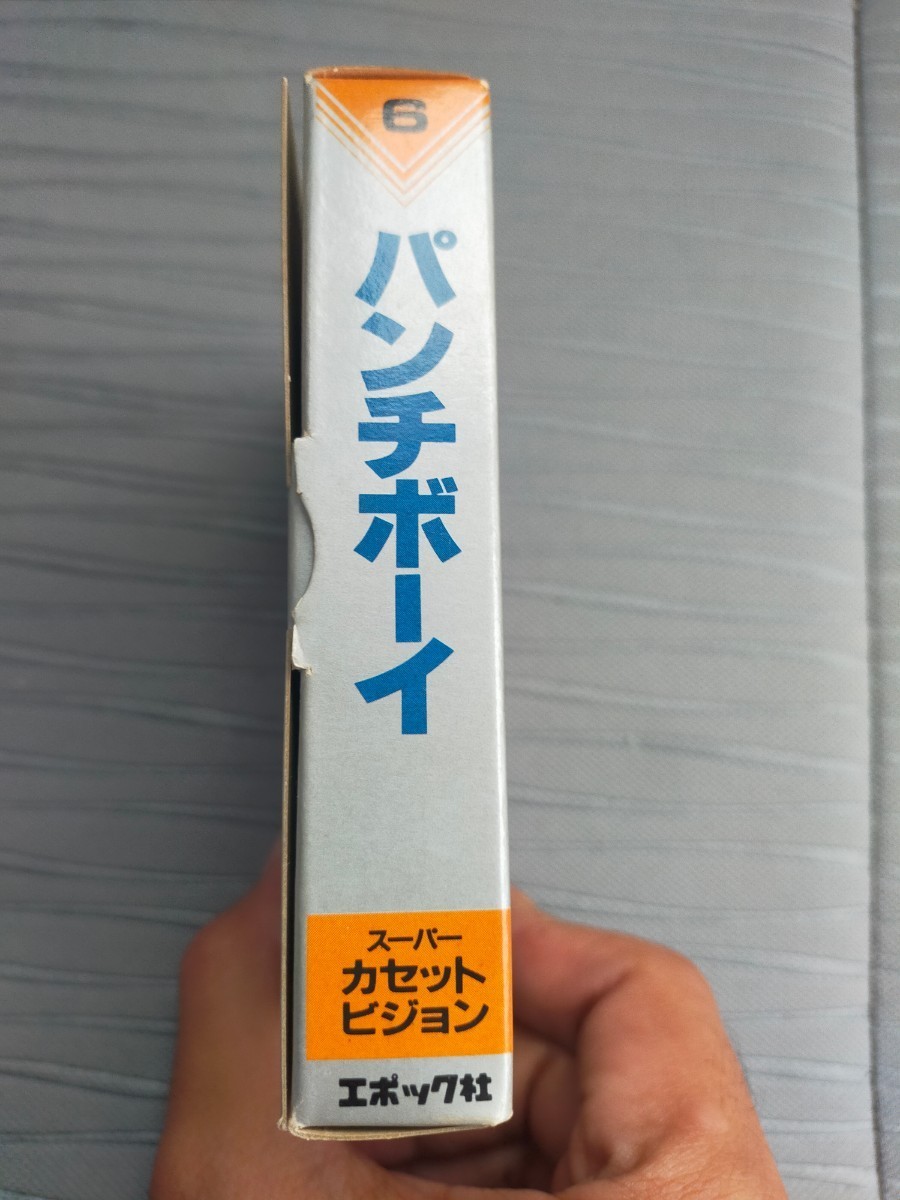 6
パンチボーイ
スーパー
カセット
ビジョン
エポック社